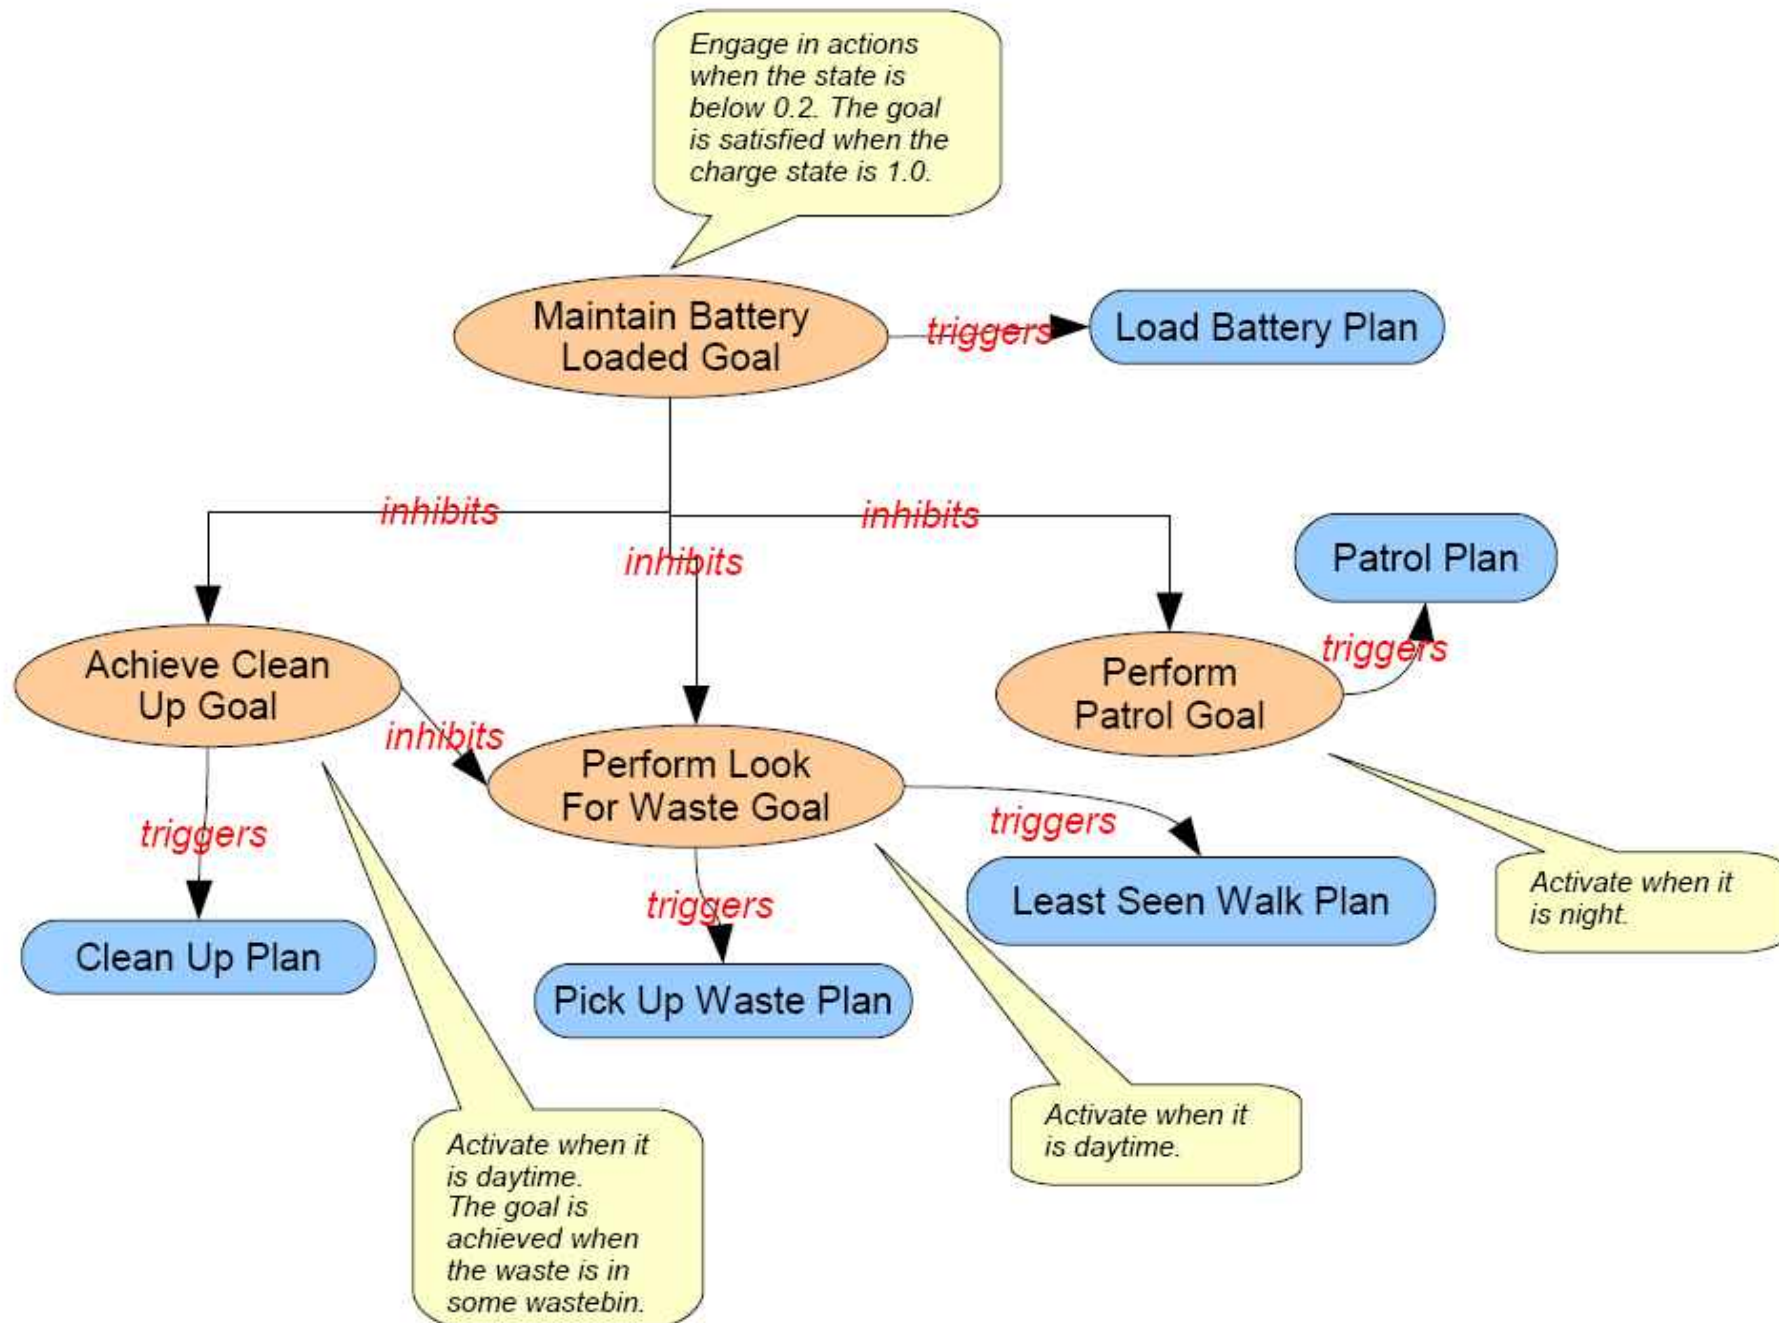 Engage in actions
when the state is
below 0.2. The goal
is satisfied when the
charge state is 1.0.
Maintain Battery
Loaded Goal
triggers
Load Battery Plan
inhibits
inhibits
inhibits
Patrol Plan
triggers
Achieve Clean
Up Goal
Perform
Patrol Goal
inhibits
Perform Look
For Waste Goal
triggers
triggers
triggers
Least Seen Walk Plan
Activate when it
is night.
Clean Up Plan
Pick Up Waste Plan
Activate when it
is daytime.
Activate when it
is daytime.
The goal is
achieved when
the waste is in
some wastebin.